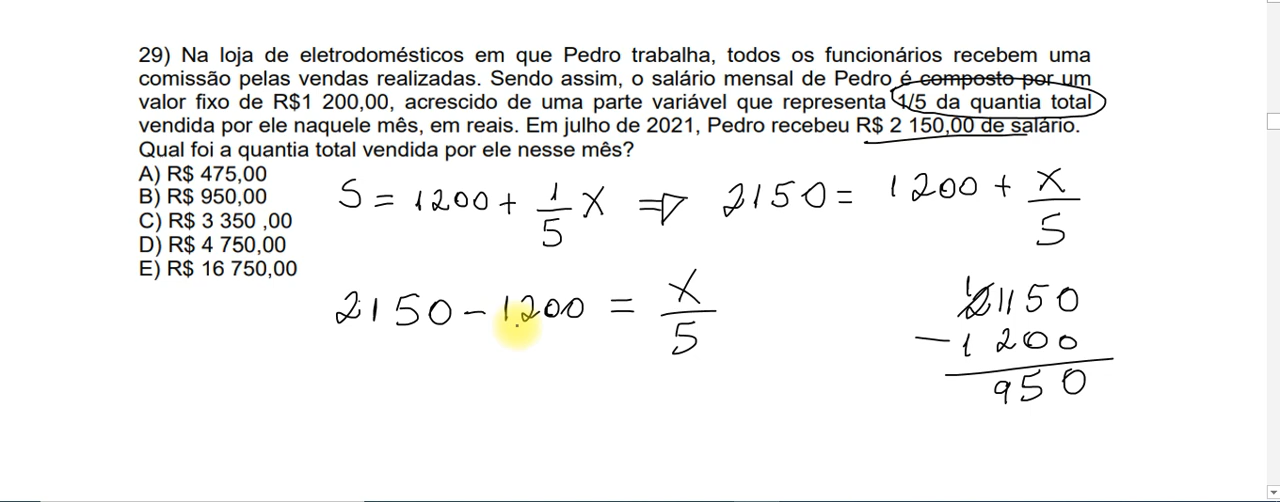 29) Na loja de eletrodomésticos em que Pedro trabalha, todos os funcionários recebem uma
comissão pelas vendas realizadas. Sendo assim, o salário mensal de Pedro é composto por um
valor fixo de R$1 200,00, acrescido de uma parte variável que representa 1/5 da quantia total
vendida por ele naquele mês, em reais. Em julho de 2021, Pedro recebeu R$ 2 150,00 de salário.
Qual foi a quantia total vendida por ele nesse mês?
A) R$ 475,00
B) R$ 950,00
C) R$ 3 350 ,00
D) R$ 4 750,00
E) R$ 16 750,00
S = 1200 + 1/5 X ⇒ 2150 = 1200 + X/5
2150 - 1200 = X/5
2150
- 1200
950